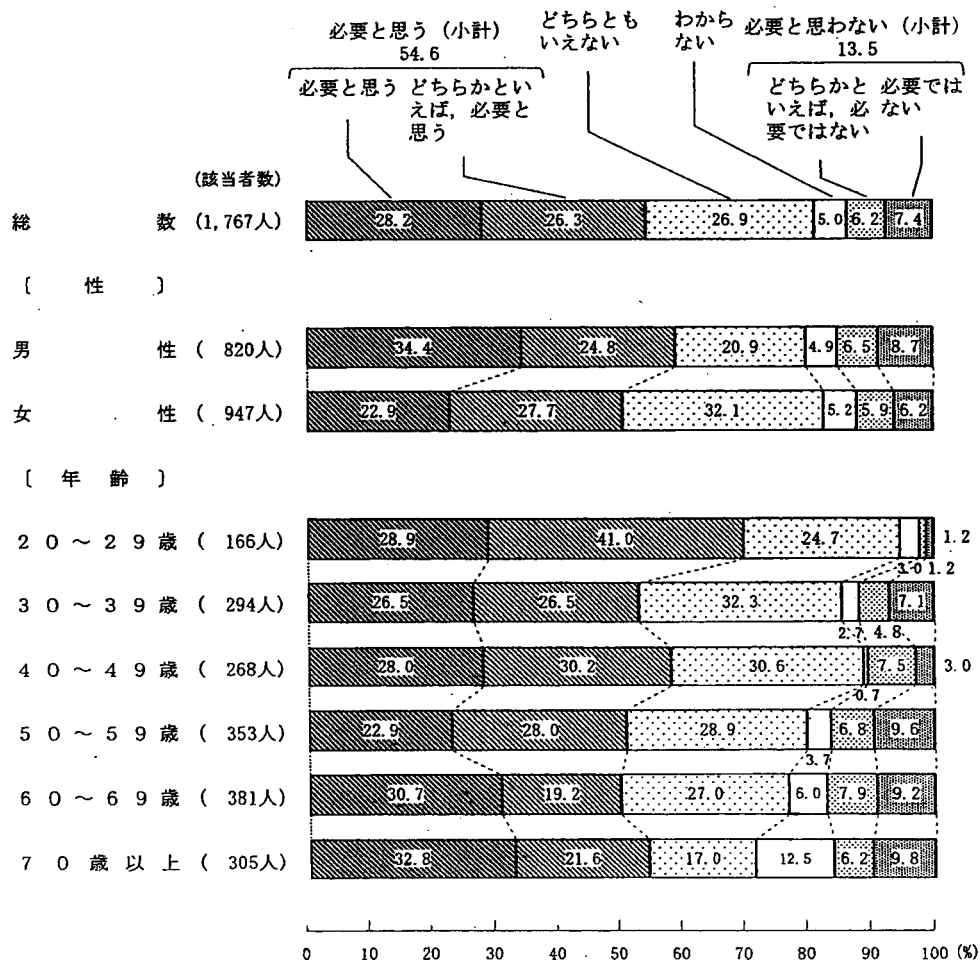 必要と思う (小計)
54.6
どちらとも
いえない
わから
ない
必要と思わない (小計)
13.5
必要と思う
どちらかとい
えば, 必要と
思う
どちらかと
いえば, 必
要ではない
必要では
ない
(該当者数)
総数 (1,767人) 28.2 26.3 26.9 5.0 6.2 7.4
〔 性 〕
男性 ( 820人) 34.4 24.8 20.9 4.9 6.5 8.7
女性 ( 947人) 22.9 27.7 32.1 5.2 5.9 6.2
〔 年 齢 〕
20~29歳 ( 166人) 28.9 41.0 24.7 3.0 1.2 1.2
30~39歳 ( 294人) 26.5 26.5 32.3 2.7 4.8 7.1
40~49歳 ( 268人) 28.0 30.2 30.6 0.7 7.5 3.0
50~59歳 ( 353人) 22.9 28.0 28.9 3.7 6.8 9.6
60~69歳 ( 381人) 30.7 19.2 27.0 6.0 7.9 9.2
70歳以上 ( 305人) 32.8 21.6 17.0 12.5 6.2 9.8
0 10 20 30 40 50 60 70 80 90 100 (%)